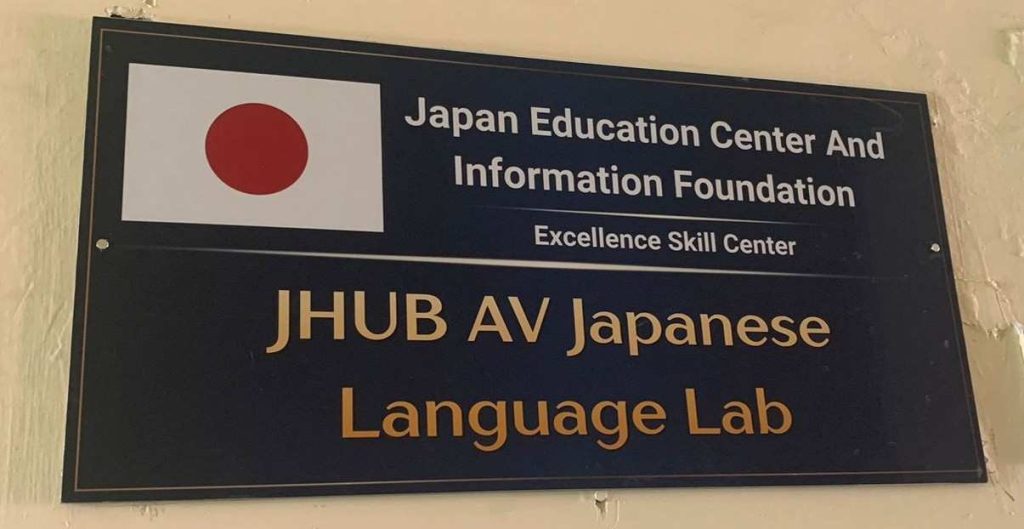 Japan Education Center And
Information Foundation
Excellence Skill Center
JHUB AV Japanese
Language Lab